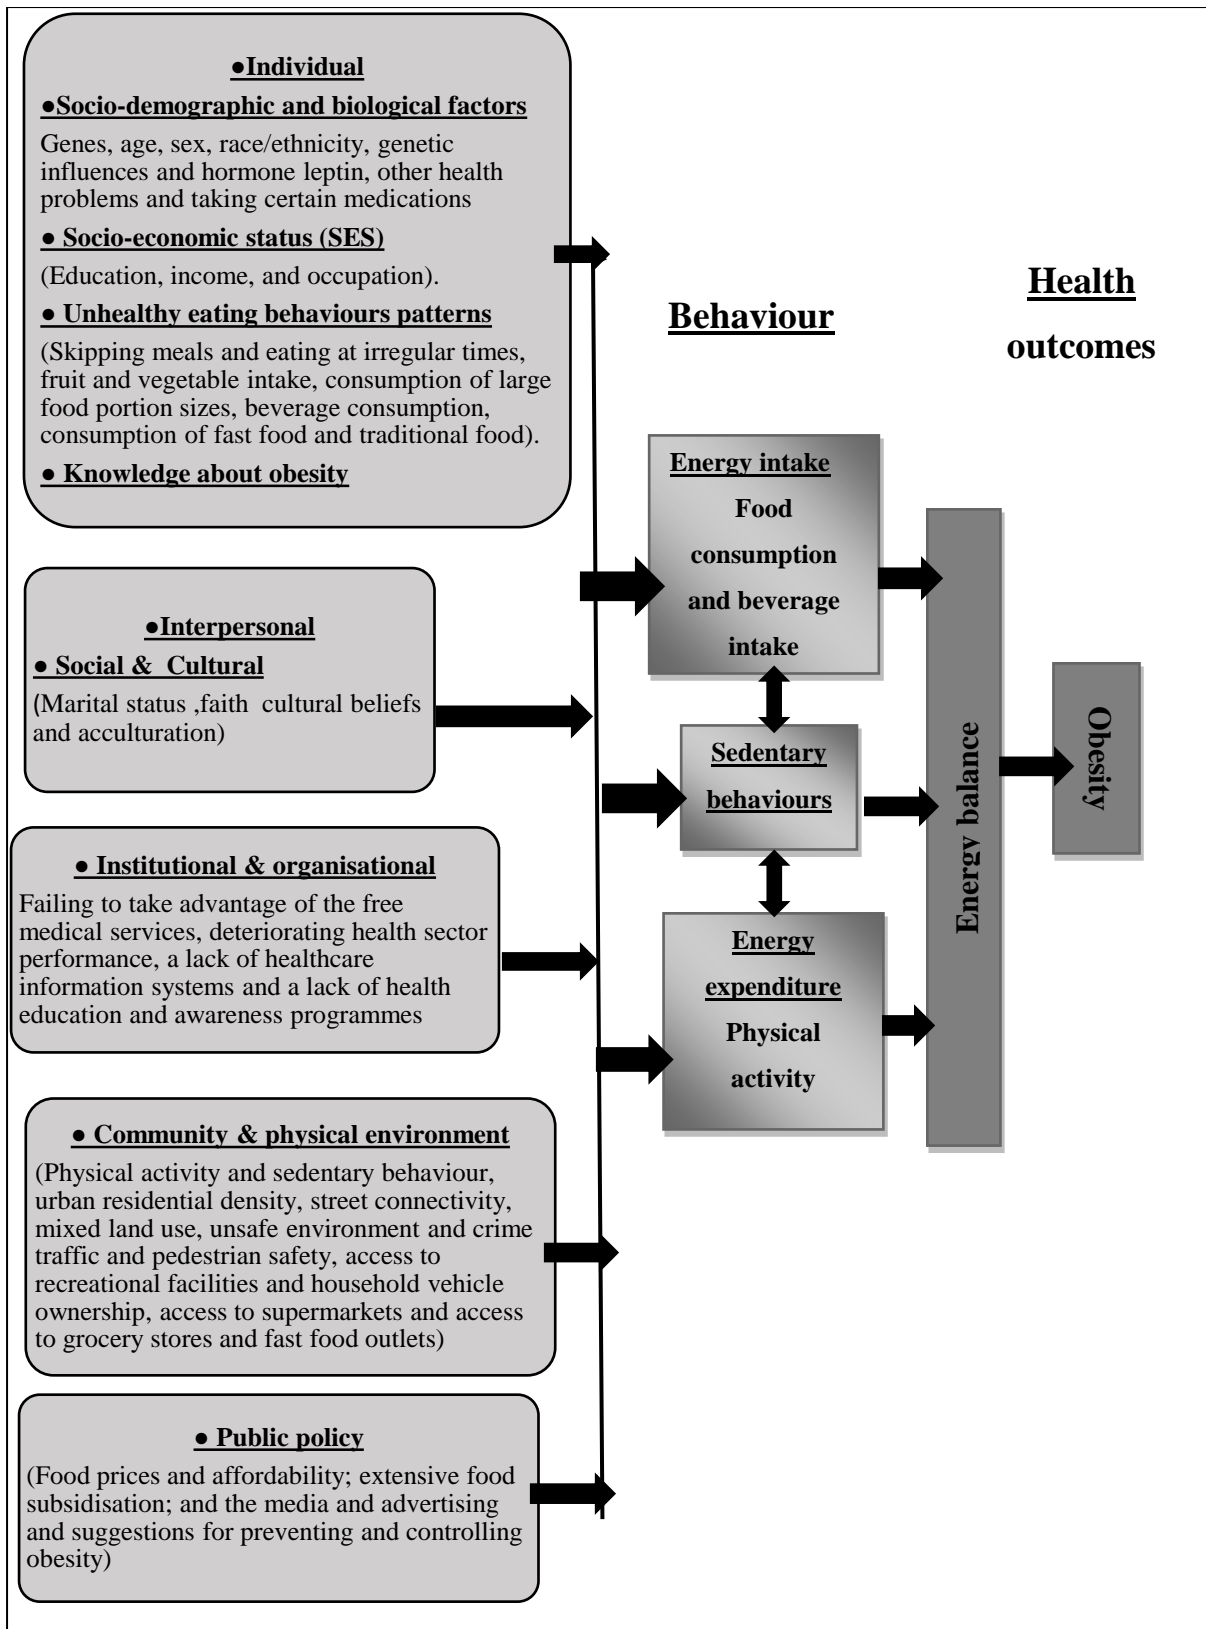 ●Individual
●Socio-demographic and biological factors
Genes, age, sex, race/ethnicity, genetic
influences and hormone leptin, other health
problems and taking certain medications
● Socio-economic status (SES)
(Education, income, and occupation).
● Unhealthy eating behaviours patterns
(Skipping meals and eating at irregular times,
fruit and vegetable intake, consumption of large
food portion sizes, beverage consumption,
consumption of fast food and traditional food).
● Knowledge about obesity
●Interpersonal
● Social & Cultural
(Marital status ,faith cultural beliefs
and acculturation)
● Institutional & organisational
Failing to take advantage of the free
medical services, deteriorating health sector
performance, a lack of healthcare
information systems and a lack of health
education and awareness programmes
● Community & physical environment
(Physical activity and sedentary behaviour,
urban residential density, street connectivity,
mixed land use, unsafe environment and crime
traffic and pedestrian safety, access to
recreational facilities and household vehicle
ownership, access to supermarkets and access
to grocery stores and fast food outlets)
● Public policy
(Food prices and affordability; extensive food
subsidisation; and the media and advertising
and suggestions for preventing and controlling
obesity)
Behaviour
Energy intake
Food
consumption
and beverage
intake
Sedentary
behaviours
Energy
expenditure
Physical
activity
Energy balance
Health
outcomes
Obesity